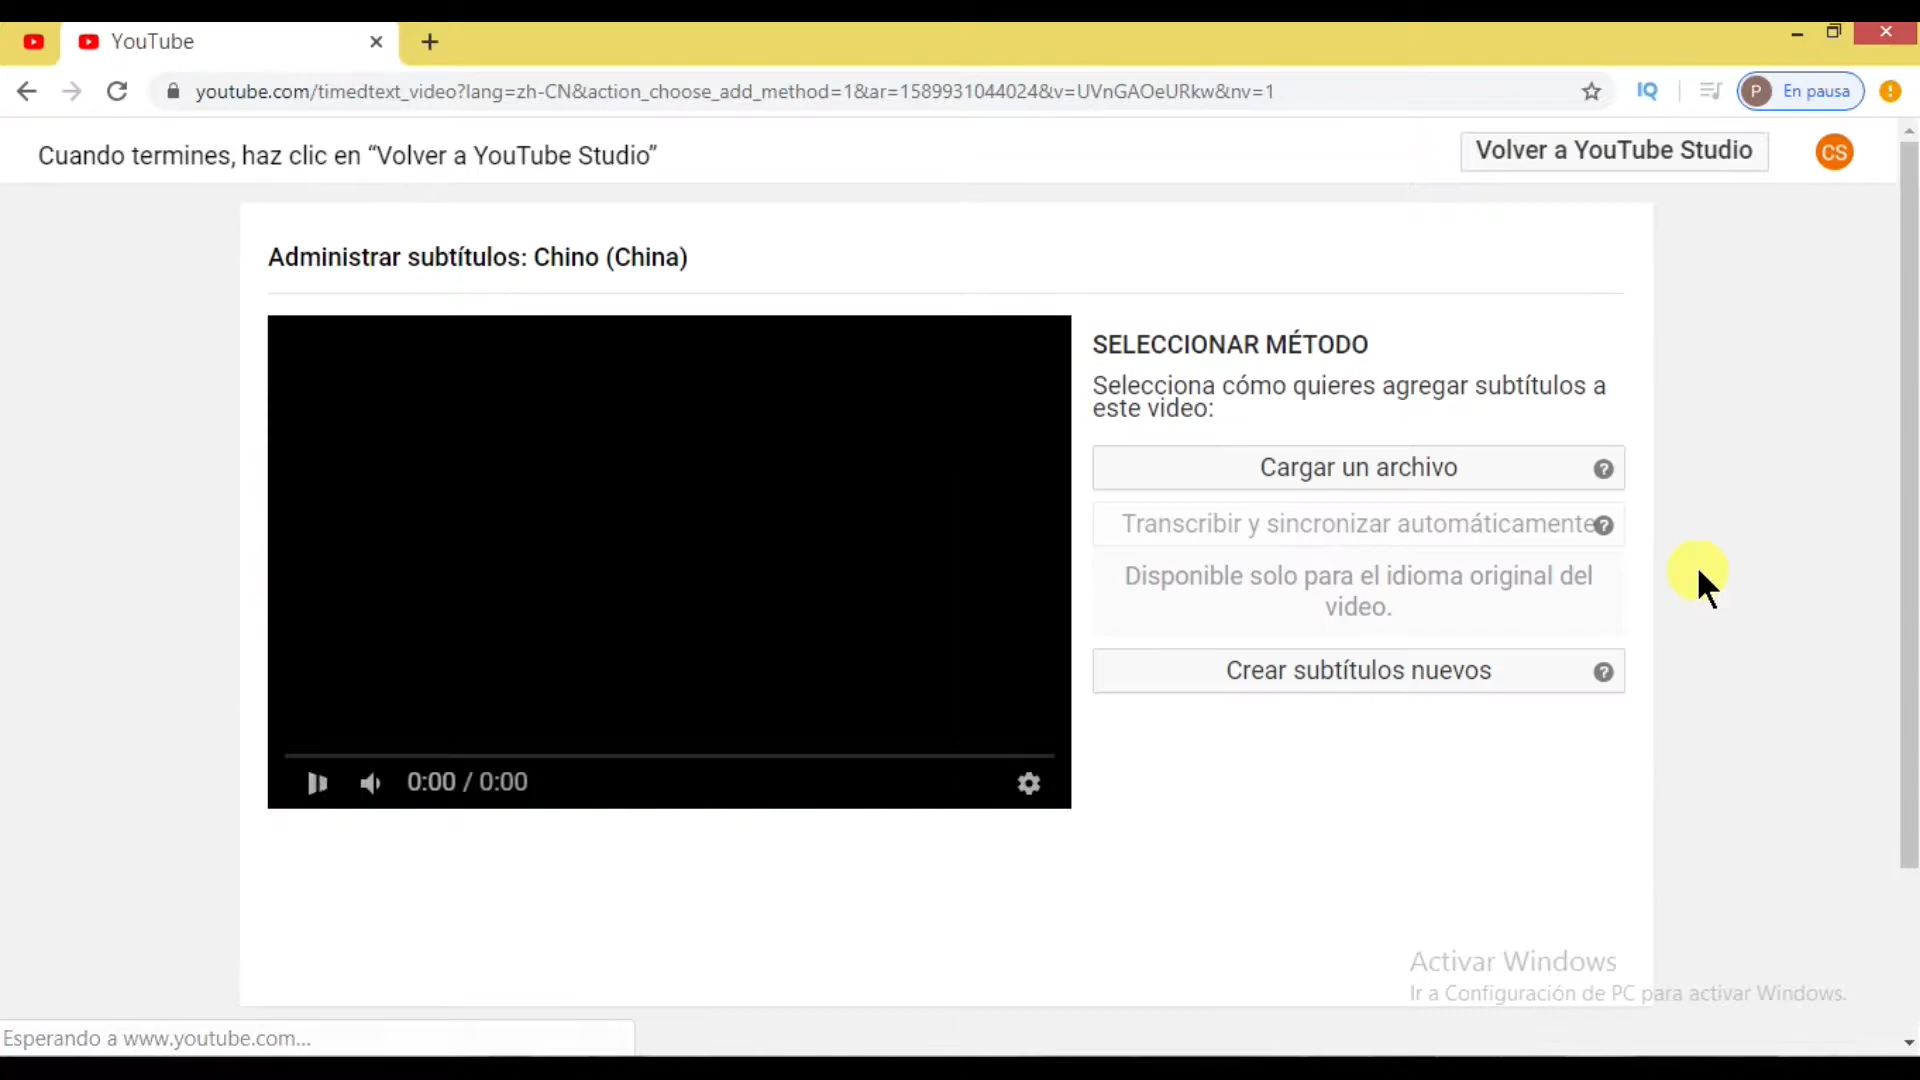 YouTube
youtube.com/timedtext_video?lang=zh-CN&action_choose_add_method=1&ar=1589931044024&v=UVnGAOeURkw&nv=1
IQ
P
En pausa
Cuando termines, haz clic en “Volver a YouTube Studio”
Volver a YouTube Studio
CS
Administrar subtítulos: Chino (China)
SELECCIONAR MÉTODO
Selecciona cómo quieres agregar subtítulos a
este video:
Cargar un archivo
Transcribir y sincronizar automáticamente
Disponible solo para el idioma original del
video.
Crear subtítulos nuevos
0:00 / 0:00
Activar Windows
Ir a Configuración de PC para activar Windows.
Esperando a www.youtube.com...